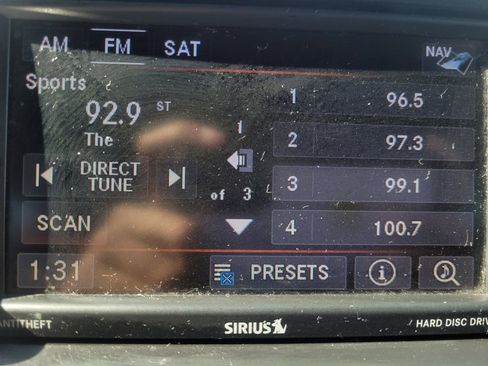 AM FM SAT NAV
Sports
92.9 ST
The
DIRECT
TUNE
SCAN
1
of 3
1 96.5
2 97.3
3 99.1
4 100.7
1:31 PRESETS
ANTITHEFT SIRIUS HARD DISC DRIV